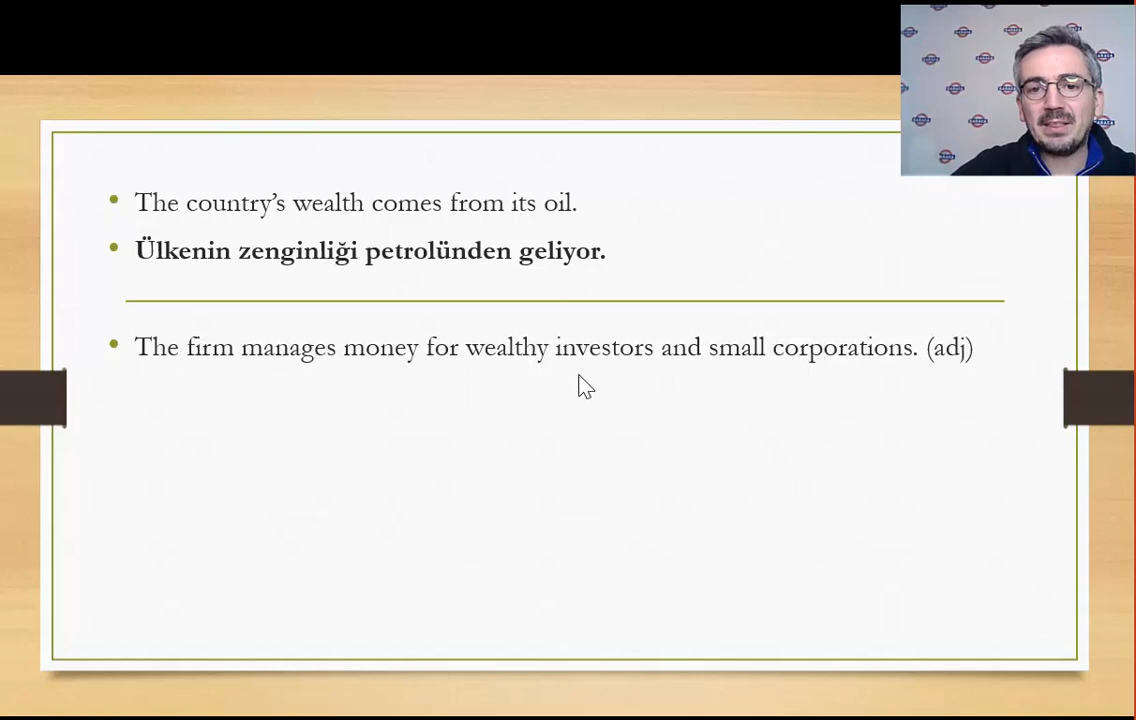 The country’s wealth comes from its oil.
Ülkenin zenginliği petrolünden geliyor.
The firm manages money for wealthy investors and small corporations. (adj)